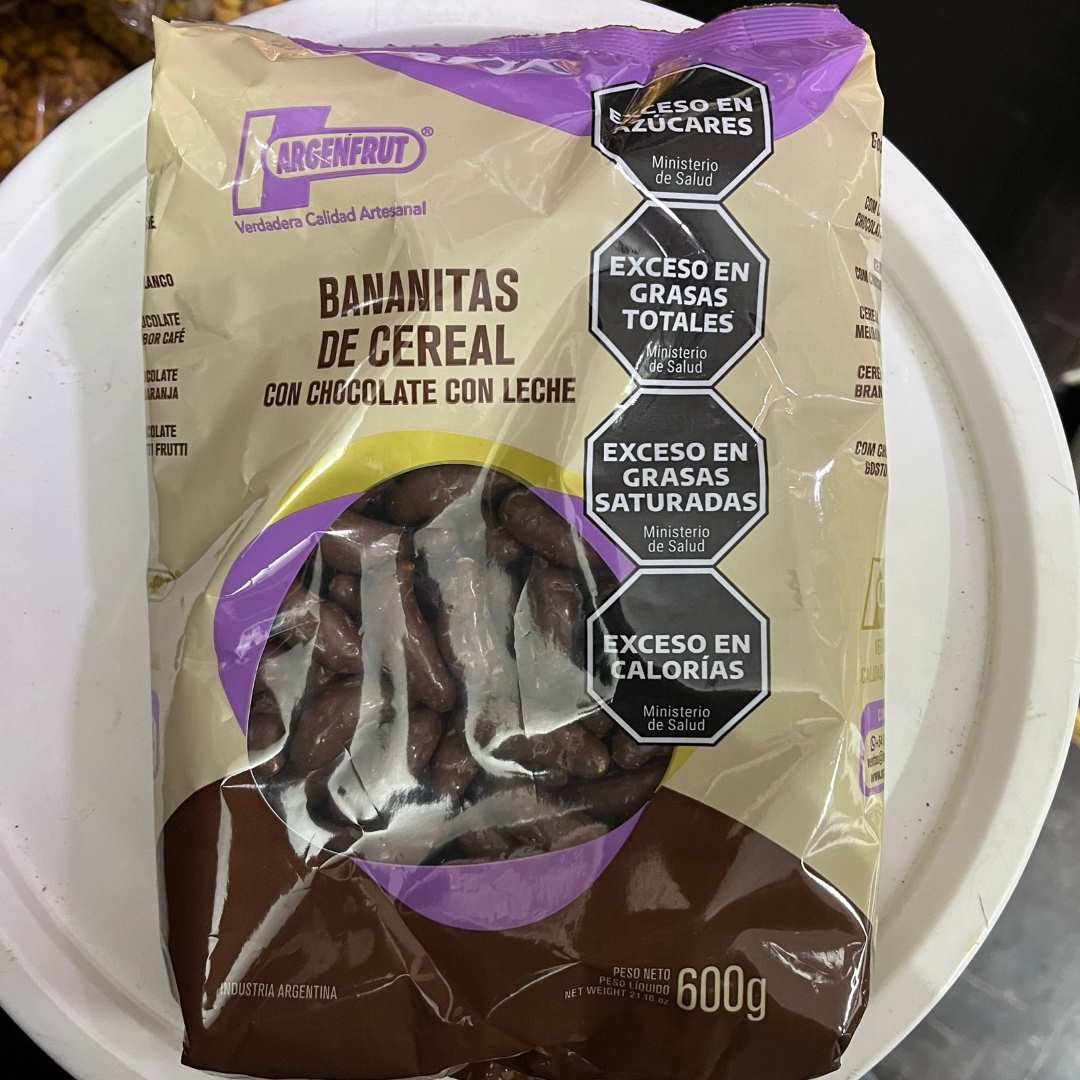 ARGENFRUT®
Verdadera Calidad Artesanal
BANANITAS
DE CEREAL
CON CHOCOLATE CON LECHE
EXCESO EN
AZÚCARES
Ministerio
de Salud
EXCESO EN
GRASAS
TOTALES
Ministerio
de Salud
EXCESO EN
GRASAS
SATURADAS
Ministerio
de Salud
EXCESO EN
CALORÍAS
Ministerio
de Salud
INDUSTRIA ARGENTINA
PESO NETO
PESO LÍQUIDO
NET WEIGHT 21.16 oz
600g
FRUTTI